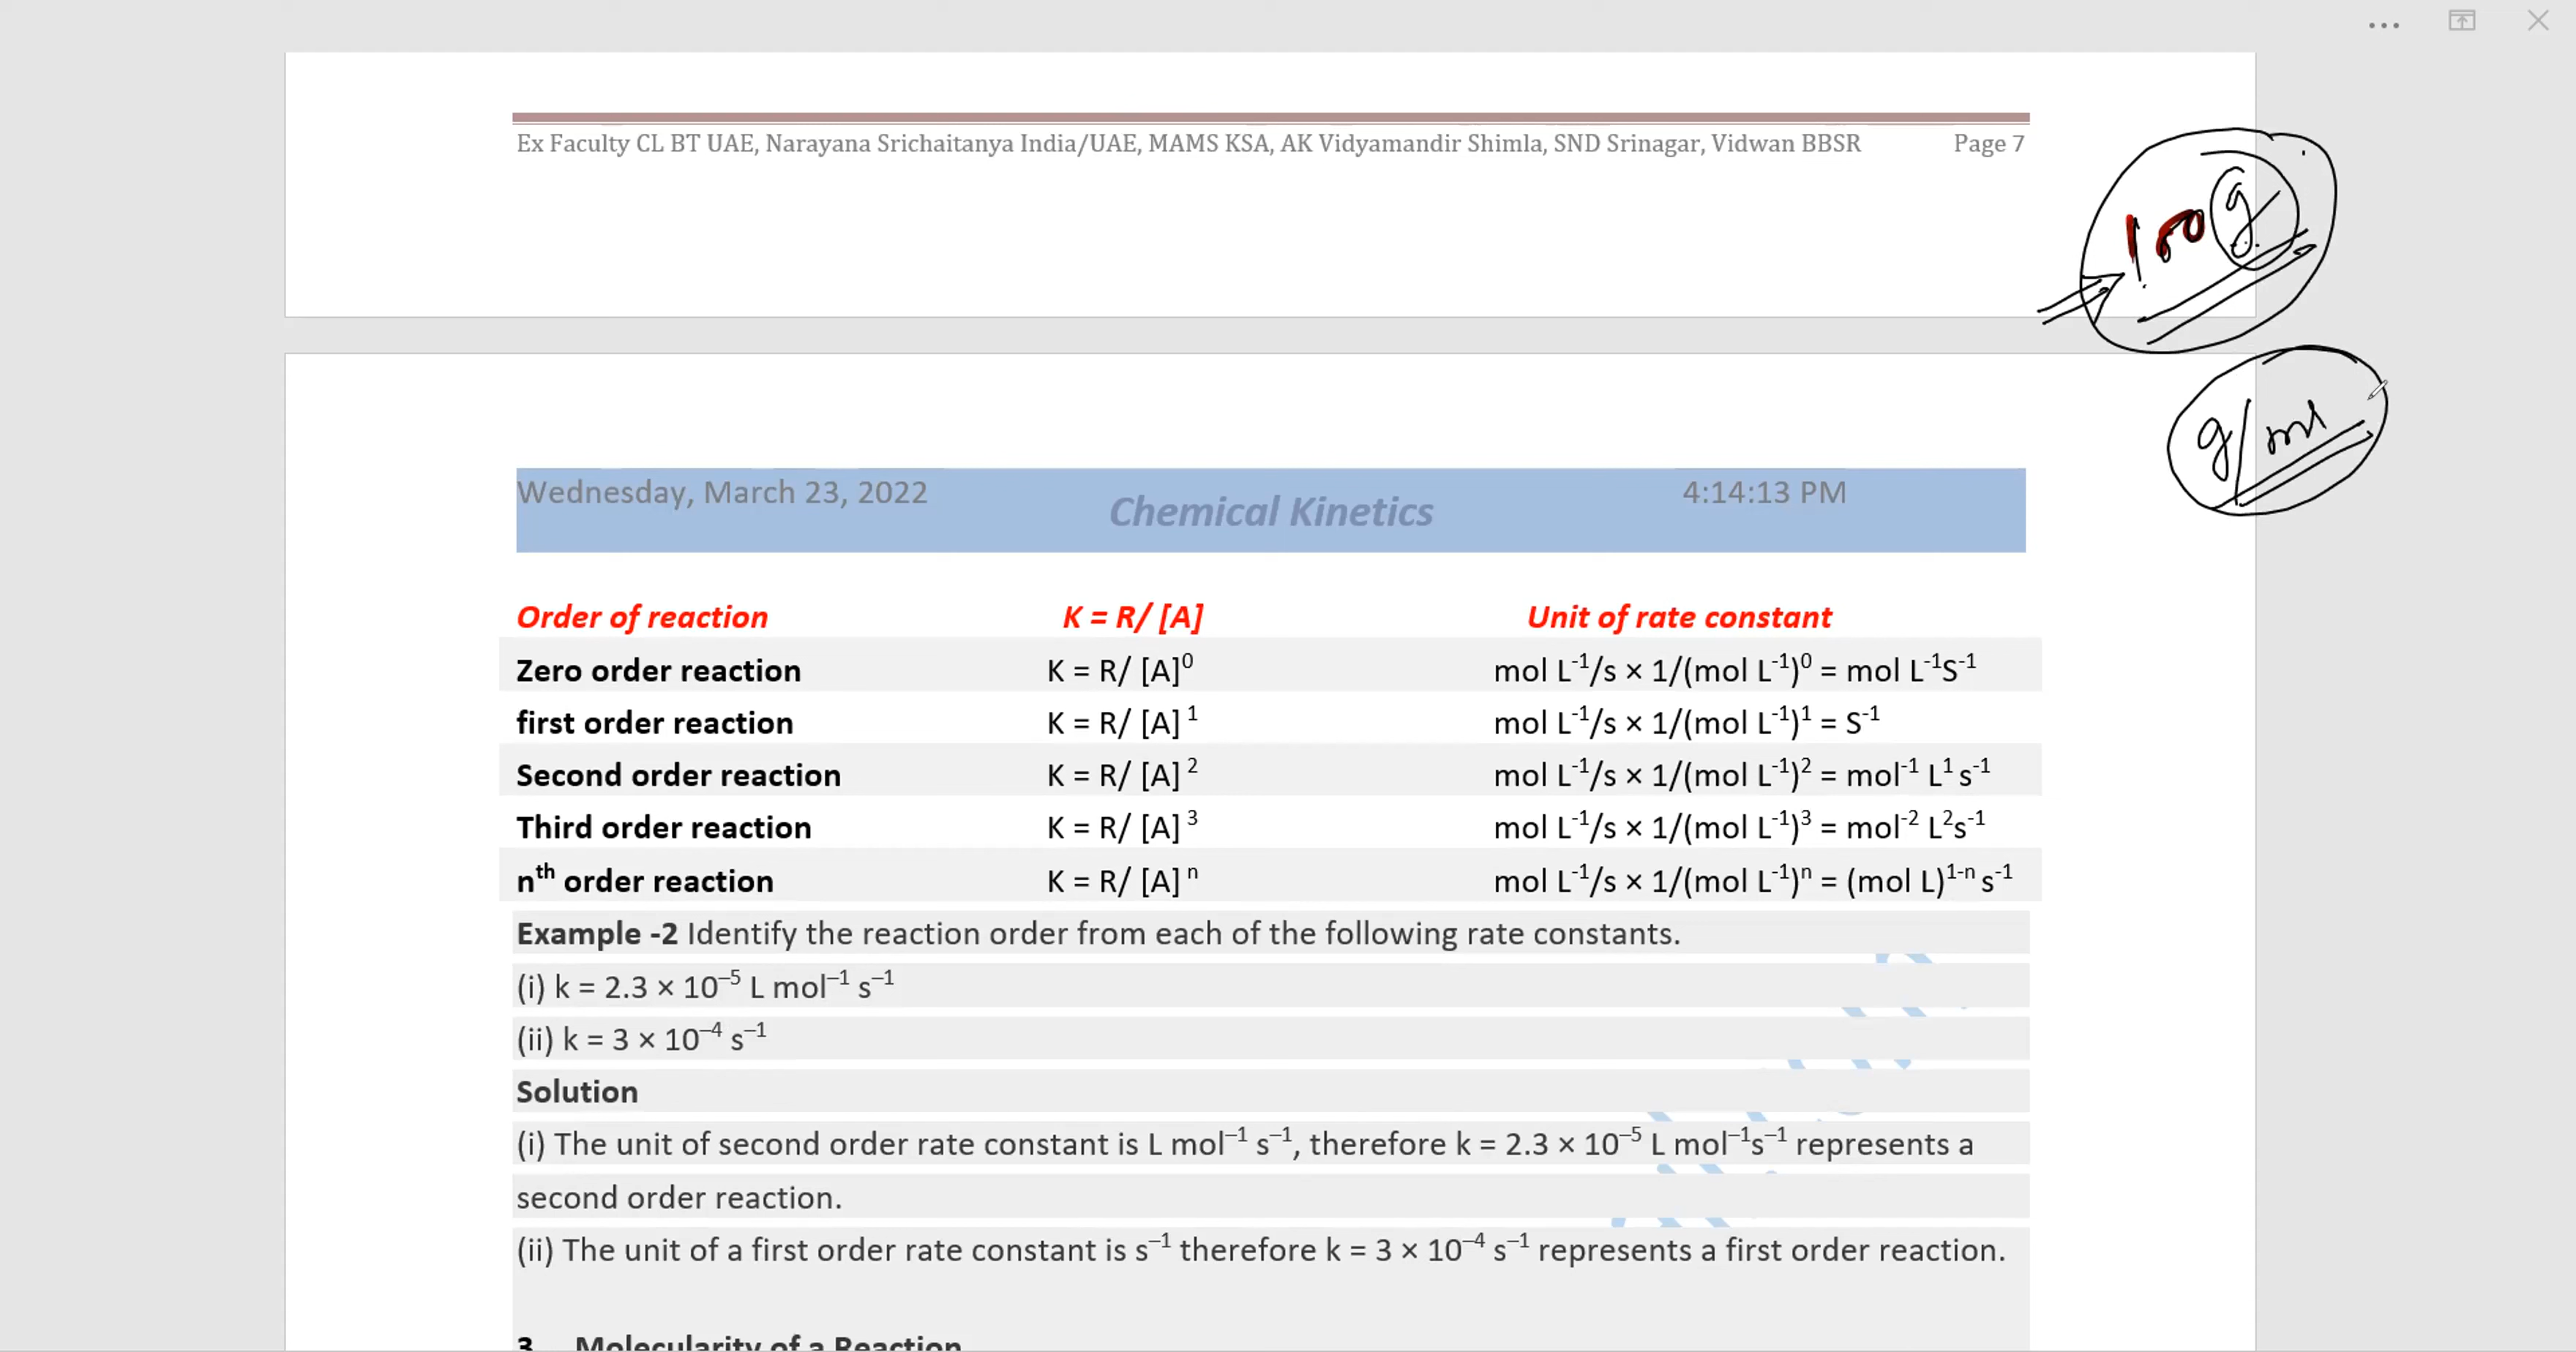 Ex Faculty CL BT UAE, Narayana Srichaitanya India/UAE, MAMS KSA, AK Vidyamandir Shimla, SND Srinagar, Vidwan BBSR Page 7
100 g
g/ml
Wednesday, March 23, 2022 Chemical Kinetics 4:14:13 PM
Order of reaction K = R/ [A] Unit of rate constant
Zero order reaction K = R/ [A]⁰ mol L⁻¹/s × 1/(mol L⁻¹)⁰ = mol L⁻¹S⁻¹
first order reaction K = R/ [A] ¹ mol L⁻¹/s × 1/(mol L⁻¹)¹ = S⁻¹
Second order reaction K = R/ [A] ² mol L⁻¹/s × 1/(mol L⁻¹)² = mol⁻¹ L¹ s⁻¹
Third order reaction K = R/ [A] ³ mol L⁻¹/s × 1/(mol L⁻¹)³ = mol⁻² L²s⁻¹
nᵗʰ order reaction K = R/ [A] ⁿ mol L⁻¹/s × 1/(mol L⁻¹)ⁿ = (mol L)¹⁻ⁿ s⁻¹
Example -2 Identify the reaction order from each of the following rate constants.
(i) k = 2.3 × 10⁻⁵ L mol⁻¹ s⁻¹
(ii) k = 3 × 10⁻⁴ s⁻¹
Solution
(i) The unit of second order rate constant is L mol⁻¹ s⁻¹, therefore k = 2.3 × 10⁻⁵ L mol⁻¹s⁻¹ represents a
second order reaction.
(ii) The unit of a first order rate constant is s⁻¹ therefore k = 3 × 10⁻⁴ s⁻¹ represents a first order reaction.
3 Molecularity of a Reaction